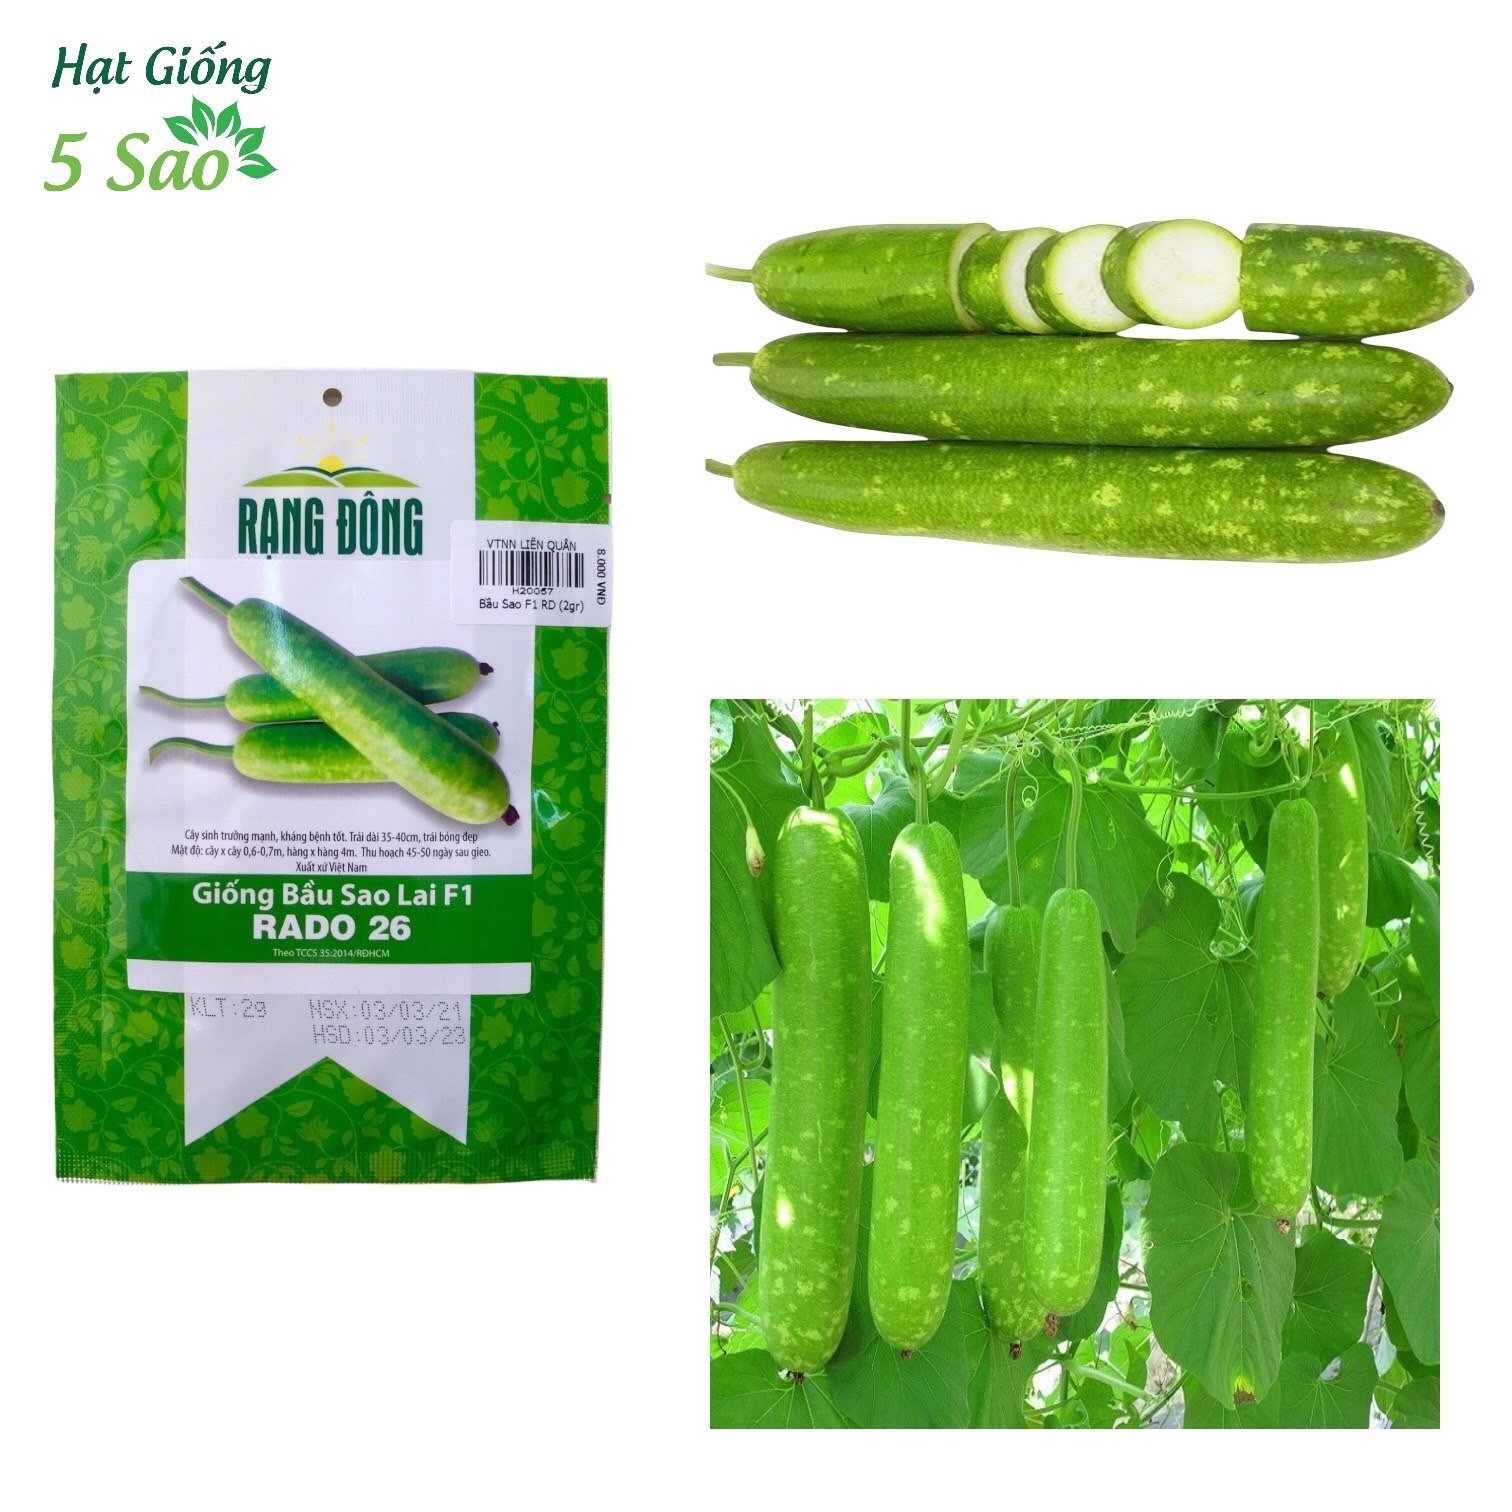 Hạt Giống
5 Sao
RẠNG ĐÔNG
VTNN LIÊN QUÂN
H20067
Bầu Sao F1 RD (2gr)
8.000 VND
Cây sinh trưởng mạnh, kháng bệnh tốt. Trái dài 35-40cm, trái bóng đẹp
Mật độ: cây x cây 0,6-0,7m, hàng x hàng 4m. Thu hoạch 45-50 ngày sau gieo.
Xuất xứ Việt Nam
Giống Bầu Sao Lai F1
RADO 26
Theo TCCS 35:2014/RĐHCM
KLT:2g NSX:03/03/21
HSD:03/03/23